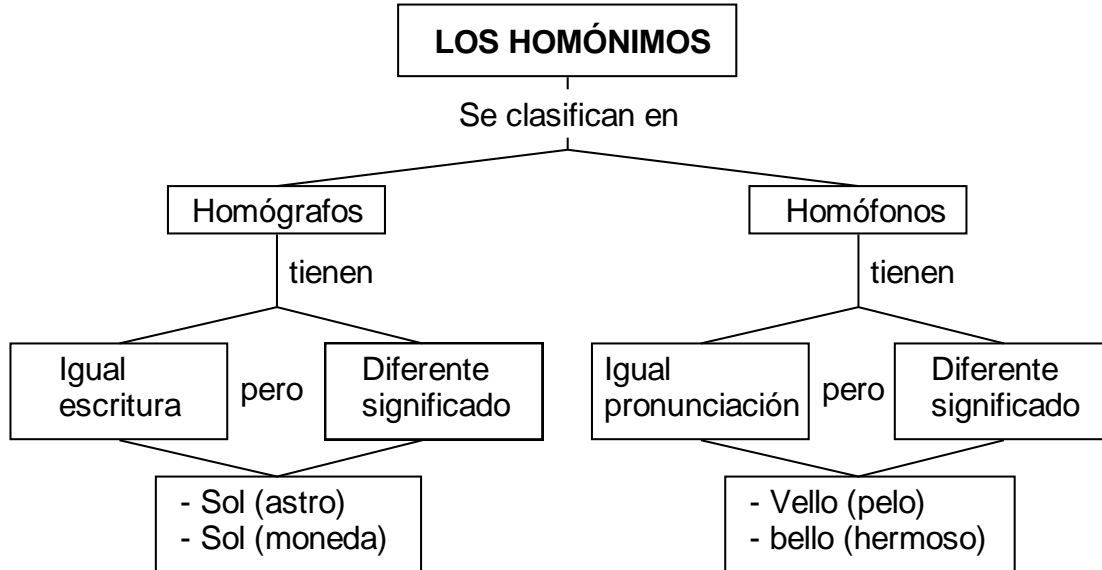 LOS HOMÓNIMOS
Se clasifican en
Homógrafos
Homófonos
tienen
tienen
Igual
escritura
pero
Diferente
significado
Igual
pronunciación
pero
Diferente
significado
- Sol (astro)
- Sol (moneda)
- Vello (pelo)
- bello (hermoso)